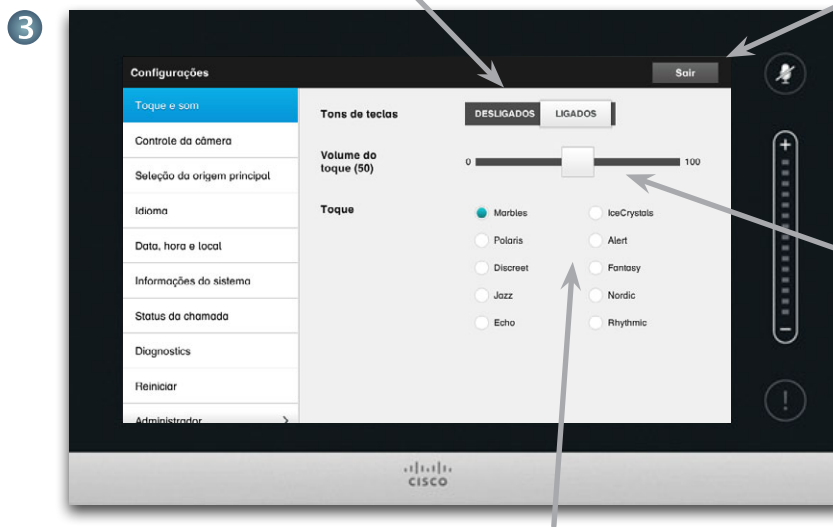 3
Configurações
Sair
Toque e som
Controle da câmera
Seleção da origem principal
Idioma
Data, hora e local
Informações do sistema
Status da chamada
Diagnostics
Reiniciar
Administrador >
Tons de teclas
DESLIGADOS LIGADOS
Volume do
toque (50)
0 100
Toque
Marbles IceCrystals
Polaris Alert
Discreet Fantasy
Jazz Nordic
Echo Rhythmic
+
-
!
CISCO